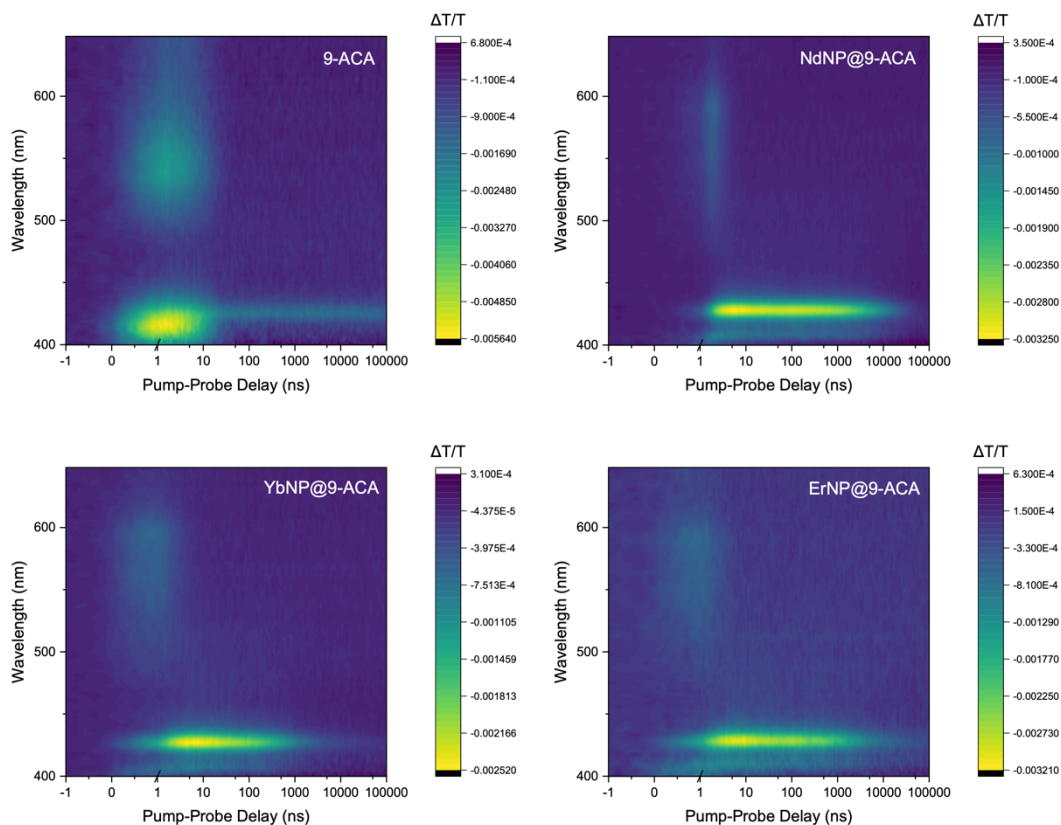 ΔT/T
9-ACA
6.800E-4
-1.100E-4
-9.000E-4
-0.001690
-0.002480
-0.003270
-0.004060
-0.004850
-0.005640
Wavelength (nm)
600
500
400
-1 0 1 10 100 1000 10000 100000
Pump-Probe Delay (ns)
ΔT/T
NdNP@9-ACA
3.500E-4
-1.000E-4
-5.500E-4
-0.001000
-0.001450
-0.001900
-0.002350
-0.002800
-0.003250
Wavelength (nm)
600
500
400
-1 0 1 10 100 1000 10000 100000
Pump-Probe Delay (ns)
ΔT/T
YbNP@9-ACA
3.100E-4
-4.375E-5
-3.975E-4
-7.513E-4
-0.001105
-0.001459
-0.001813
-0.002166
-0.002520
Wavelength (nm)
600
500
400
-1 0 1 10 100 1000 10000 100000
Pump-Probe Delay (ns)
ΔT/T
ErNP@9-ACA
6.300E-4
1.500E-4
-3.300E-4
-8.100E-4
-0.001290
-0.001770
-0.002250
-0.002730
-0.003210
Wavelength (nm)
600
500
400
-1 0 1 10 100 1000 10000 100000
Pump-Probe Delay (ns)